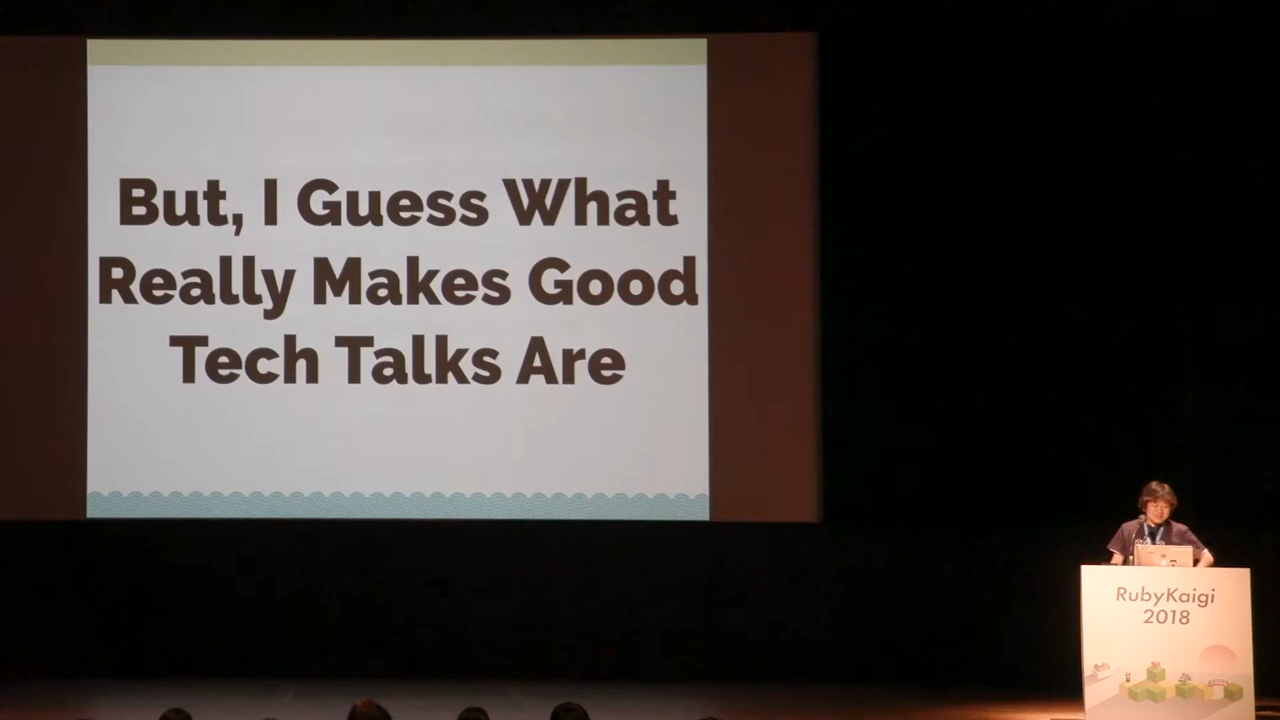 But, I Guess What
Really Makes Good
Tech Talks Are
RubyKaigi
2018